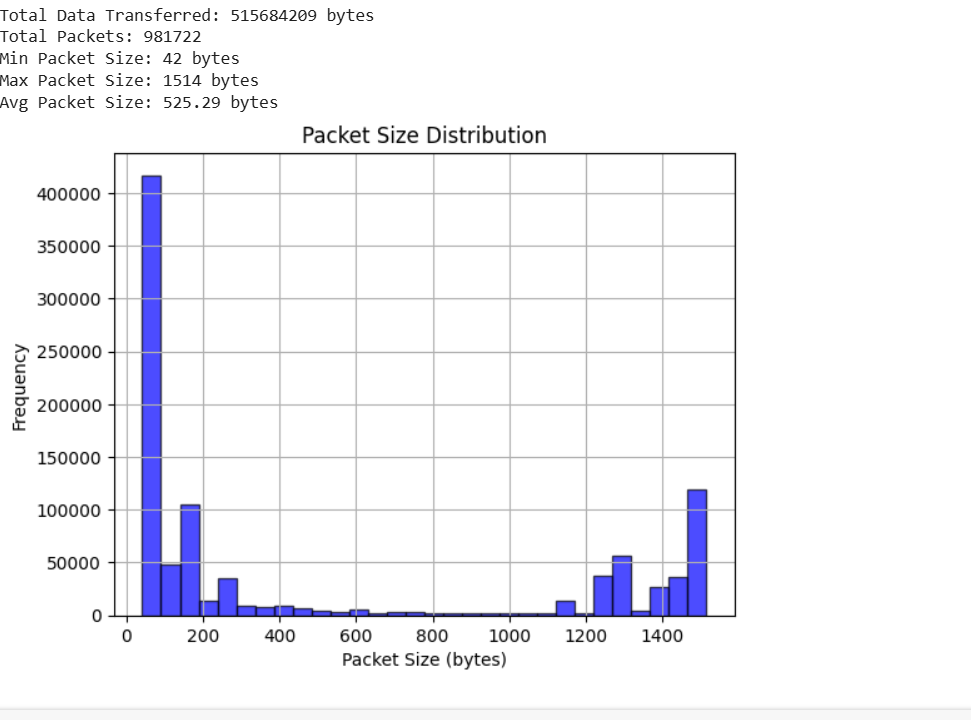 Total Data Transferred: 515684209 bytes
Total Packets: 981722
Min Packet Size: 42 bytes
Max Packet Size: 1514 bytes
Avg Packet Size: 525.29 bytes
Packet Size Distribution
400000
350000
300000
250000
200000
150000
100000
50000
0
Frequency
0 200 400 600 800 1000 1200 1400
Packet Size (bytes)